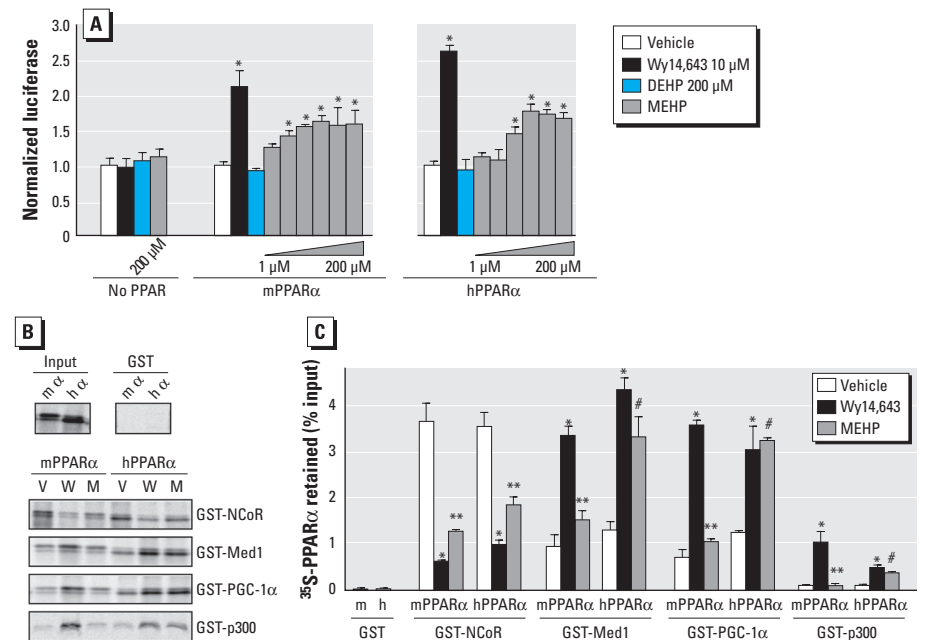 A
Normalized luciferase
3.0
2.5
2.0
1.5
1.0
0.5
0
* * * * * *
* * * * *
200 µM
1 µM 200 µM
1 µM 200 µM
No PPAR mPPARα hPPARα
Vehicle
Wy14,643 10 µM
DEHP 200 µM
MEHP
B
Input GST
m α h α m α h α
mPPARα hPPARα
V W M V W M
GST-NCoR
GST-Med1
GST-PGC-1α
GST-p300
C
³⁵S-PPARα retained (% input)
4
3
2
1
0
* ** * ** * ** * # * ** * # * ** * #
Vehicle
Wy14,643
MEHP
m h mPPARα hPPARα mPPARα hPPARα mPPARα hPPARα mPPARα hPPARα
GST GST-NCoR GST-Med1 GST-PGC-1α GST-p300